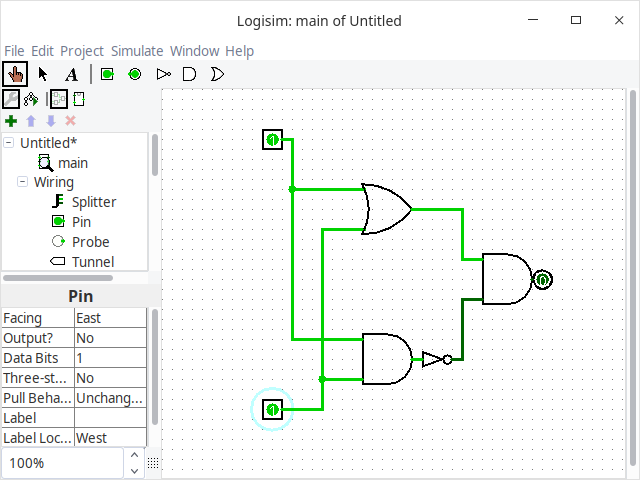 Logisim: main of Untitled
File Edit Project Simulate Window Help
A
Untitled*
main
Wiring
Splitter
Pin
Probe
Tunnel
Pin
Facing East
Output? No
Data Bits 1
Three-st... No
Pull Beha... Unchang...
Label
Label Loc... West
100%
1
0
1